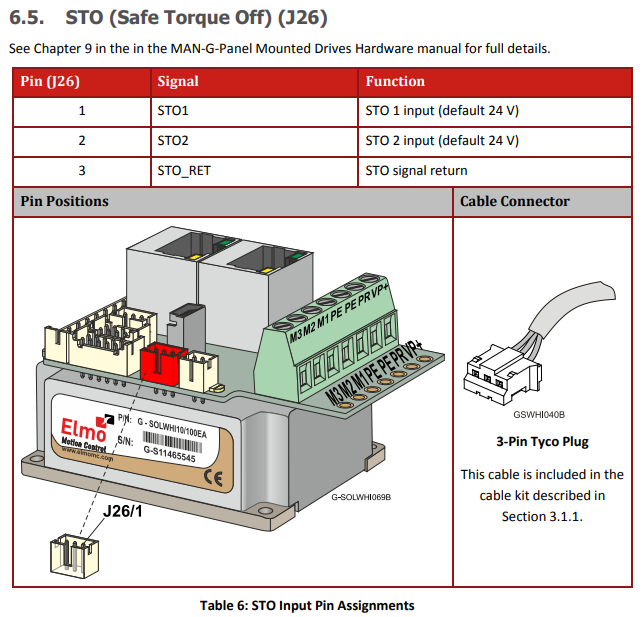 6.5. STO (Safe Torque Off) (J26)
See Chapter 9 in the in the MAN-G-Panel Mounted Drives Hardware manual for full details.
Pin (J26) Signal Function
1 STO1 STO 1 input (default 24 V)
2 STO2 STO 2 input (default 24 V)
3 STO_RET STO signal return
Pin Positions Cable Connector
M3 M2 M1 PE PE PR VP+
M3 M2 M1 PE PE PR VP+
Elmo
Motion Control
www.elmomc.com
P/N: G - SOLWHI10/100EA
S/N:
G-S11465545
CE
G-SOLWHI069B
J26/1
GSWHI040B
3-Pin Tyco Plug
This cable is included in the
cable kit described in
Section 3.1.1.
Table 6: STO Input Pin Assignments